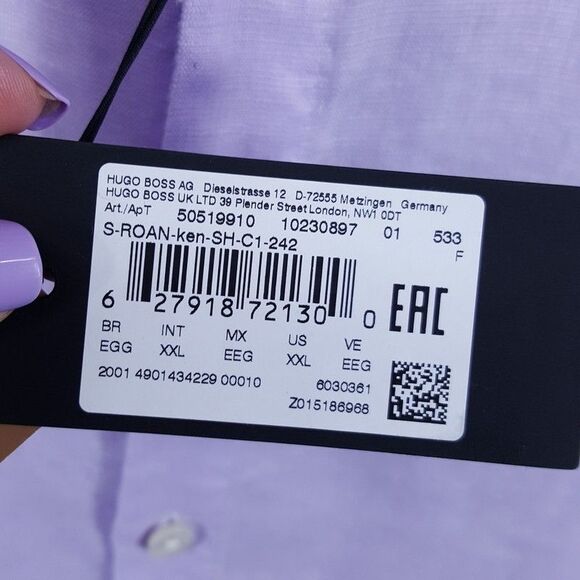 HUGO BOSS AG Dieselstrasse 12 D-72555 Metzingen Germany
HUGO BOSS UK LTD 39 Plender Street London, NW1 0DT
Art./ApT 50519910 10230897 01 533
S-ROAN-ken-SH-C1-242 F
6 27918 72130 0 EAC
BR INT MX US VE
EGG XXL EEG XXL EEG
2001 4901434229 00010 6030361
Z015186968